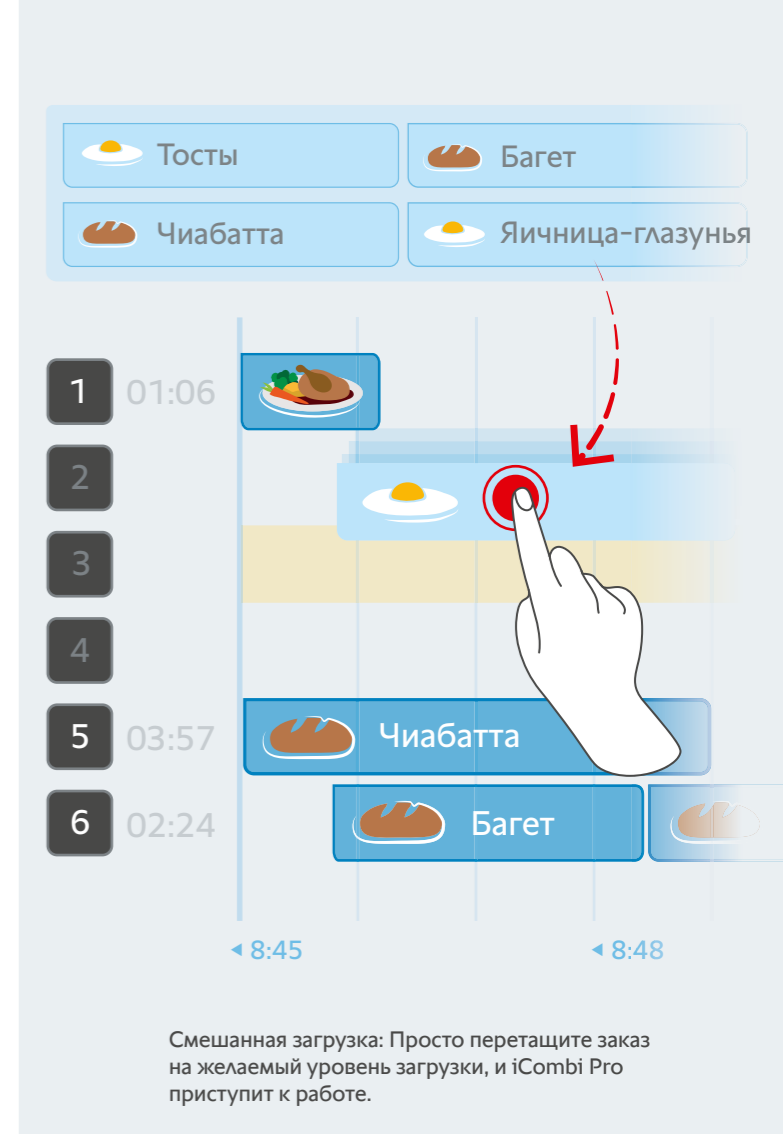 Тосты
Багет
Чиабатта
Яичница-глазунья
1 01:06
2
3
4
5 03:57 Чиабатта
6 02:24 Багет
8:45 8:48
Смешанная загрузка: Просто перетащите заказ
на желаемый уровень загрузки, и iCombi Pro
приступит к работе.